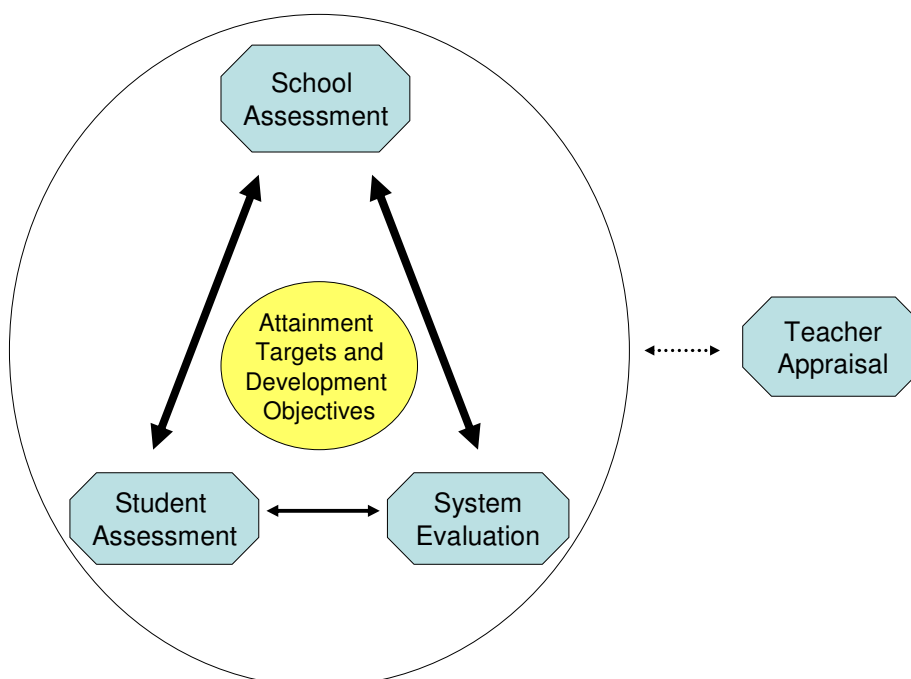 School
Assessment
Attainment
Targets and
Development
Objectives
Teacher
Appraisal
Student
Assessment
System
Evaluation